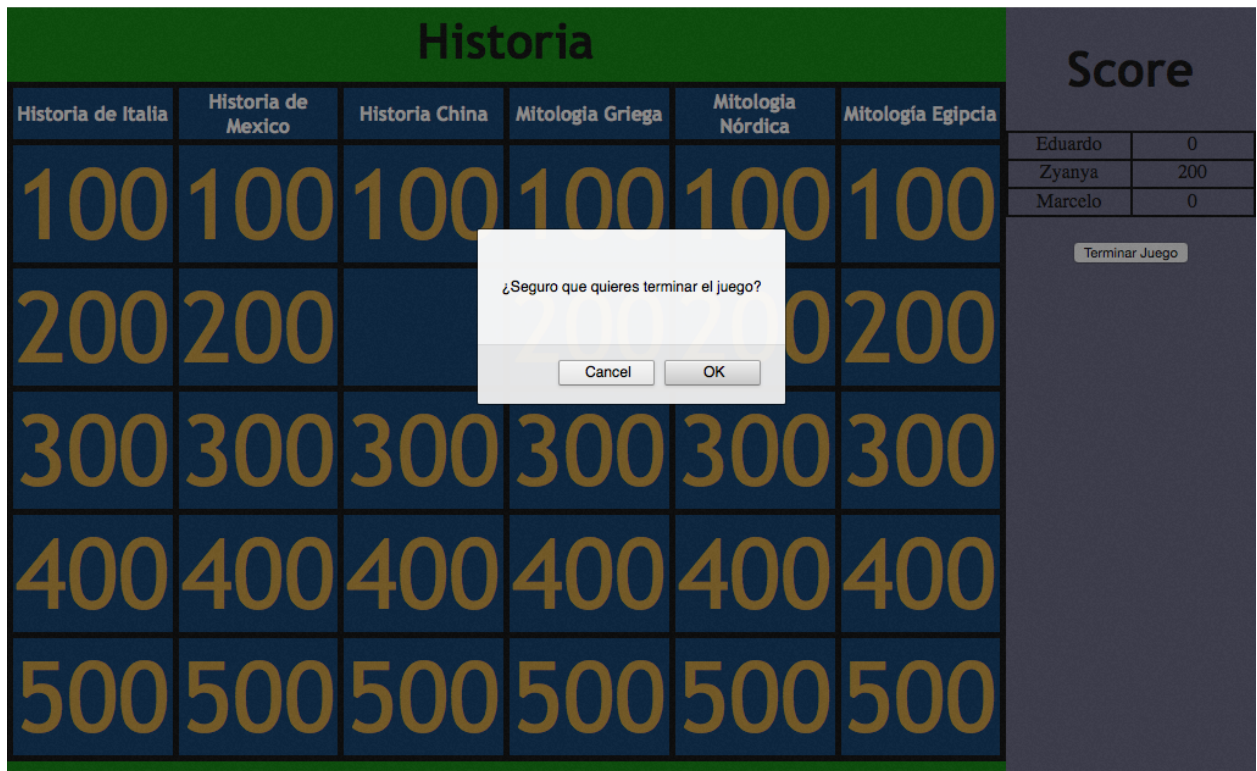 Historia
Score
Historia de Italia
Historia de
Mexico
Historia China
Mitologia Griega
Mitologia
Nórdica
Mitología Egipcia
Eduardo 0
Zyanya 200
Marcelo 0
Terminar Juego
100 100 100 100 100 100
¿Seguro que quieres terminar el juego?
200 200 200 200 200
Cancel OK
300 300 300 300 300 300
400 400 400 400 400 400
500 500 500 500 500 500